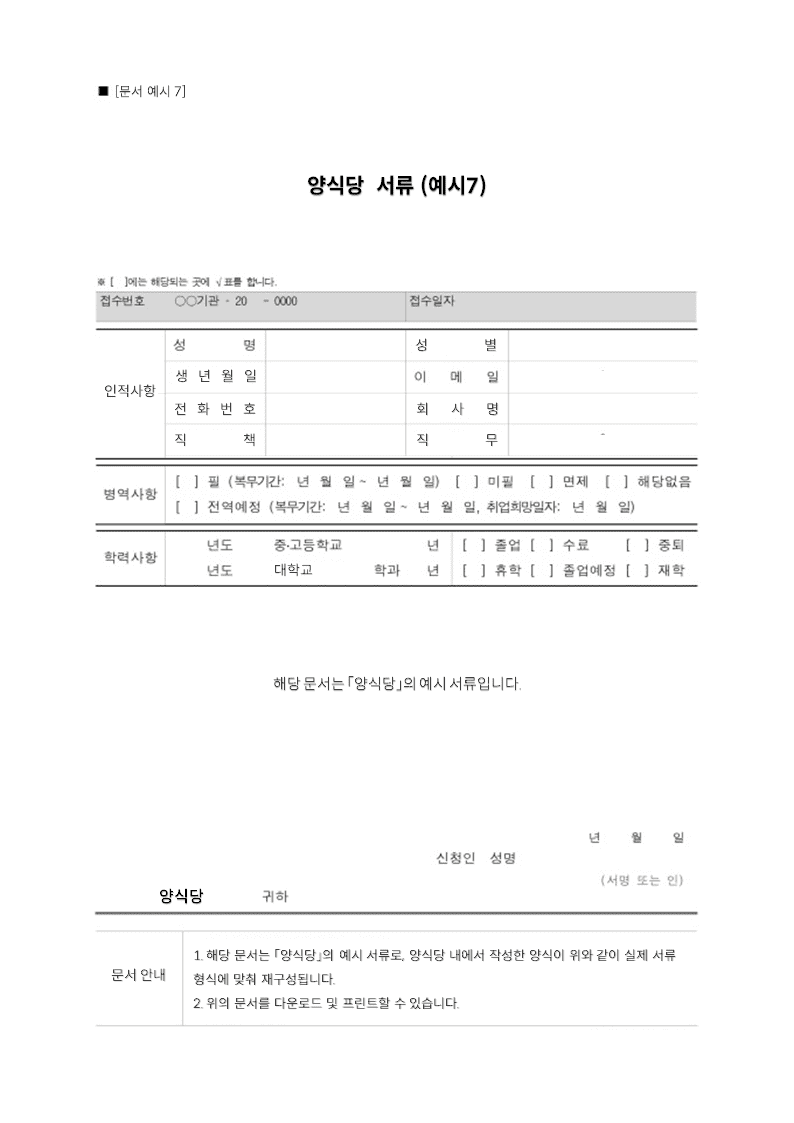 ■ [문서 예시 7]
양식당 서류 (예시7)
※ [ ]에는 해당되는 곳에 √ 표를 합니다.
접수번호 ○○기관 - 20 ~ 0000 접수일자
인적사항
성 명 성 별
생 년 월 일 이 메 일
전 화 번 호 회 사 명
직 책 직 무
병역사항
[ ] 필 (복무기간: 년 월 일 ~ 년 월 일) [ ] 미필 [ ] 면제 [ ] 해당없음
[ ] 전역예정 (복무기간: 년 월 일 ~ 년 월 일, 취업희망일자: 년 월 일)
학력사항
년도 중·고등학교 년 [ ] 졸업 [ ] 수료 [ ] 중퇴
년도 대학교 학과 년 [ ] 휴학 [ ] 졸업예정 [ ] 재학
해당 문서는 「양식당」의 예시 서류입니다.
년 월 일
신청인 성명
(서명 또는 인)
양식당 귀하
문서 안내
1. 해당 문서는 「양식당」의 예시 서류로, 양식당 내에서 작성한 양식이 위와 같이 실제 서류
형식에 맞춰 재구성됩니다.
2. 위의 문서를 다운로드 및 프린트할 수 있습니다.